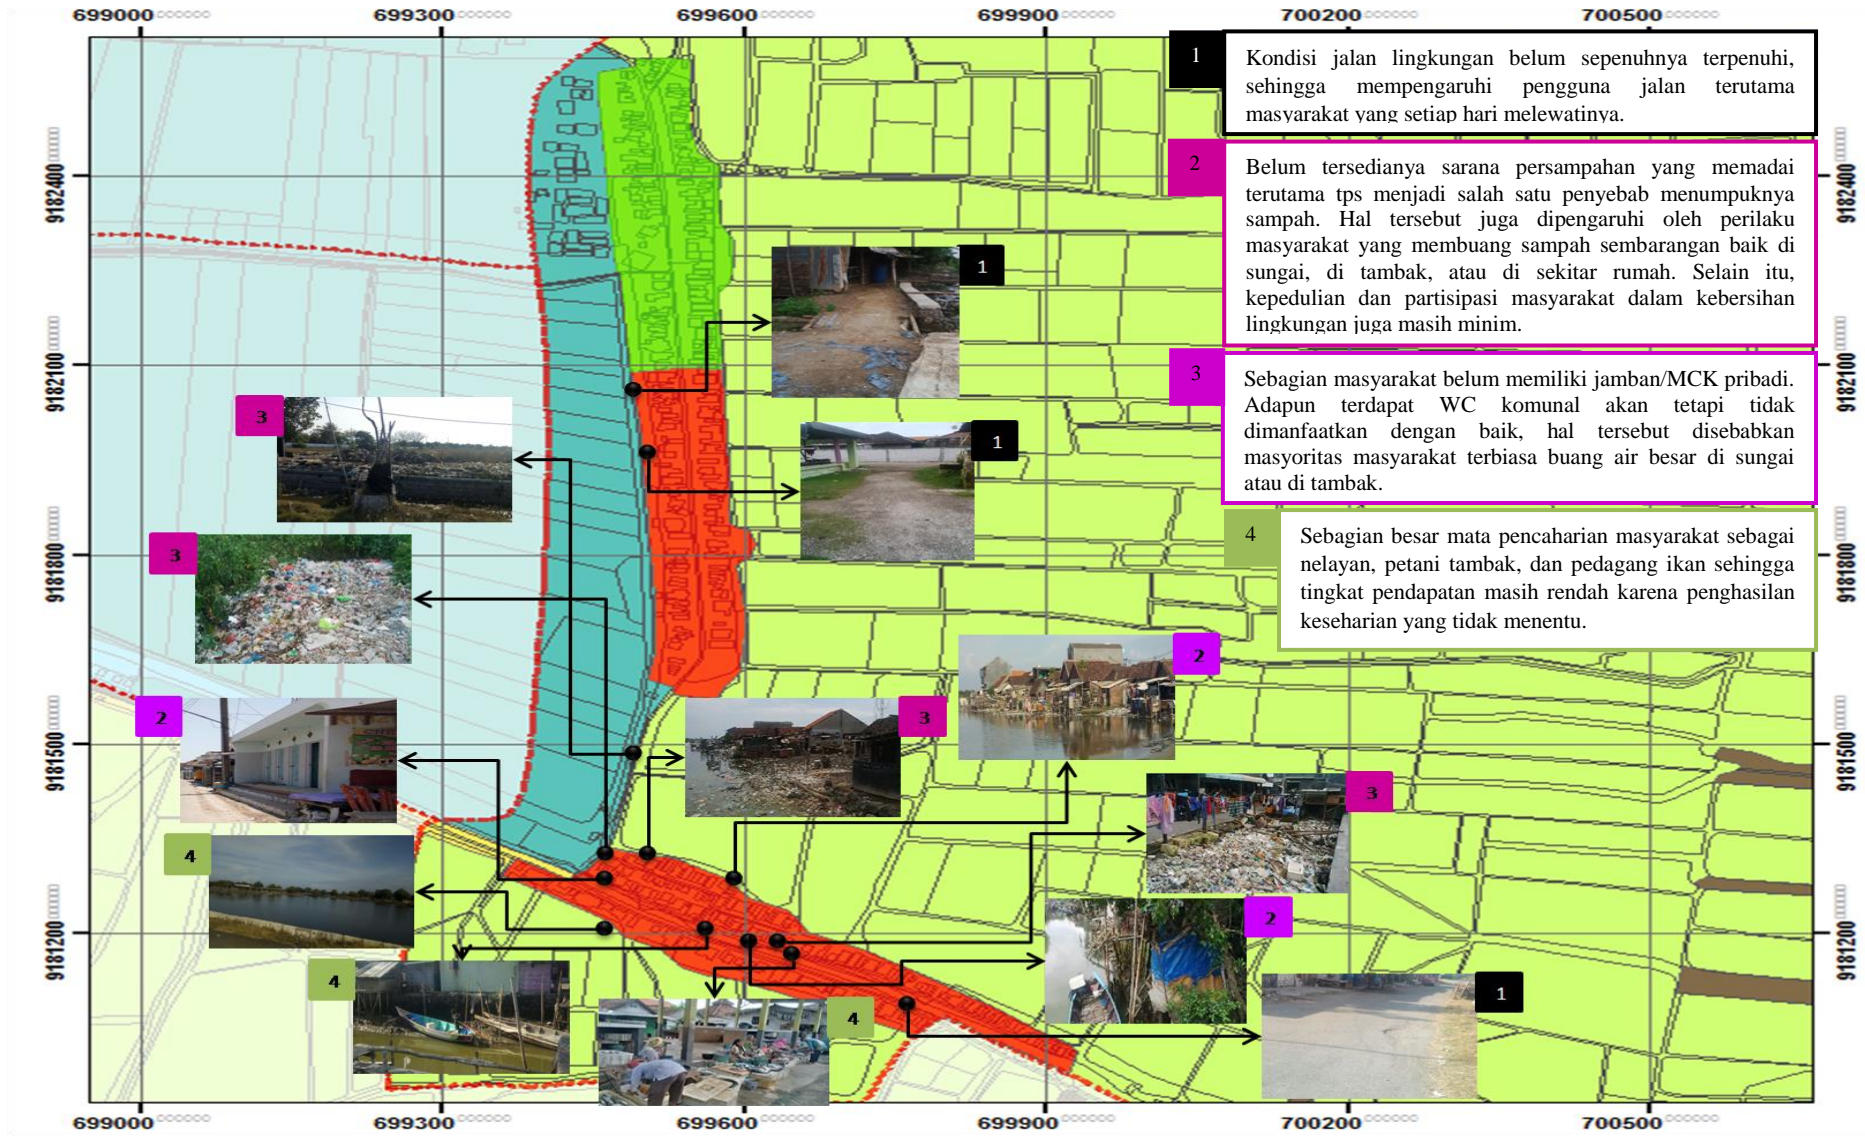 699000 699300 699600 699900 700200 700500
1
Kondisi jalan lingkungan belum sepenuhnya terpenuhi,
sehingga mempengaruhi pengguna jalan terutama
masyarakat yang setiap hari melewatinya.
2
Belum tersedianya sarana persampahan yang memadai
terutama tps menjadi salah satu penyebab menumpuknya
sampah. Hal tersebut juga dipengaruhi oleh perilaku
masyarakat yang membuang sampah sembarangan baik di
sungai, di tambak, atau di sekitar rumah. Selain itu,
kepedulian dan partisipasi masyarakat dalam kebersihan
lingkungan juga masih minim.
3
Sebagian masyarakat belum memiliki jamban/MCK pribadi.
Adapun terdapat WC komunal akan tetapi tidak
dimanfaatkan dengan baik, hal tersebut disebabkan
masyoritas masyarakat terbiasa buang air besar di sungai
atau di tambak.
4
Sebagian besar mata pencaharian masyarakat sebagai
nelayan, petani tambak, dan pedagang ikan sehingga
tingkat pendapatan masih rendah karena penghasilan
keseharian yang tidak menentu.
9182400
9182400
1
9182100
9182100
3
1
3
9181800
9181800
2
2
3
9181500
9181500
3
4
2
9181200
9181200
4
4
1
699000 699300 699600 699900 700200 700500